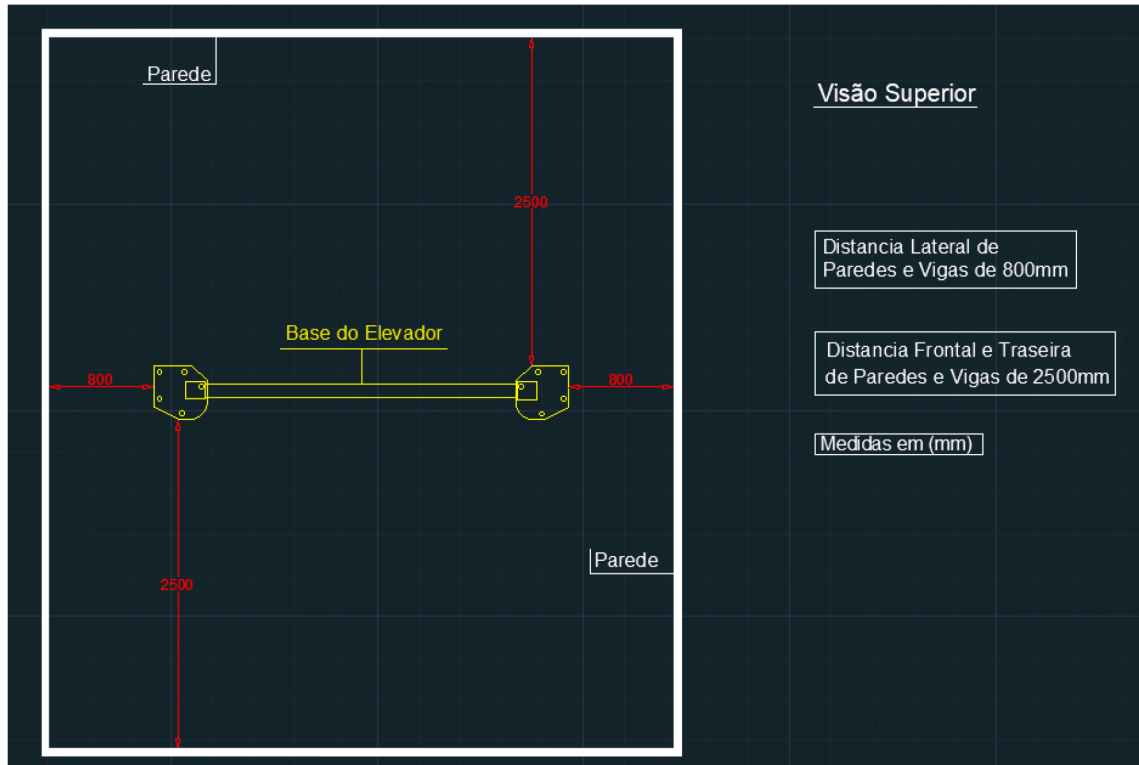 Parede
Visão Superior
2500
Distancia Lateral de
Paredes e Vigas de 800mm
Base do Elevador
Distancia Frontal e Traseira
de Paredes e Vigas de 2500mm
800
800
Medidas em (mm)
Parede
2500